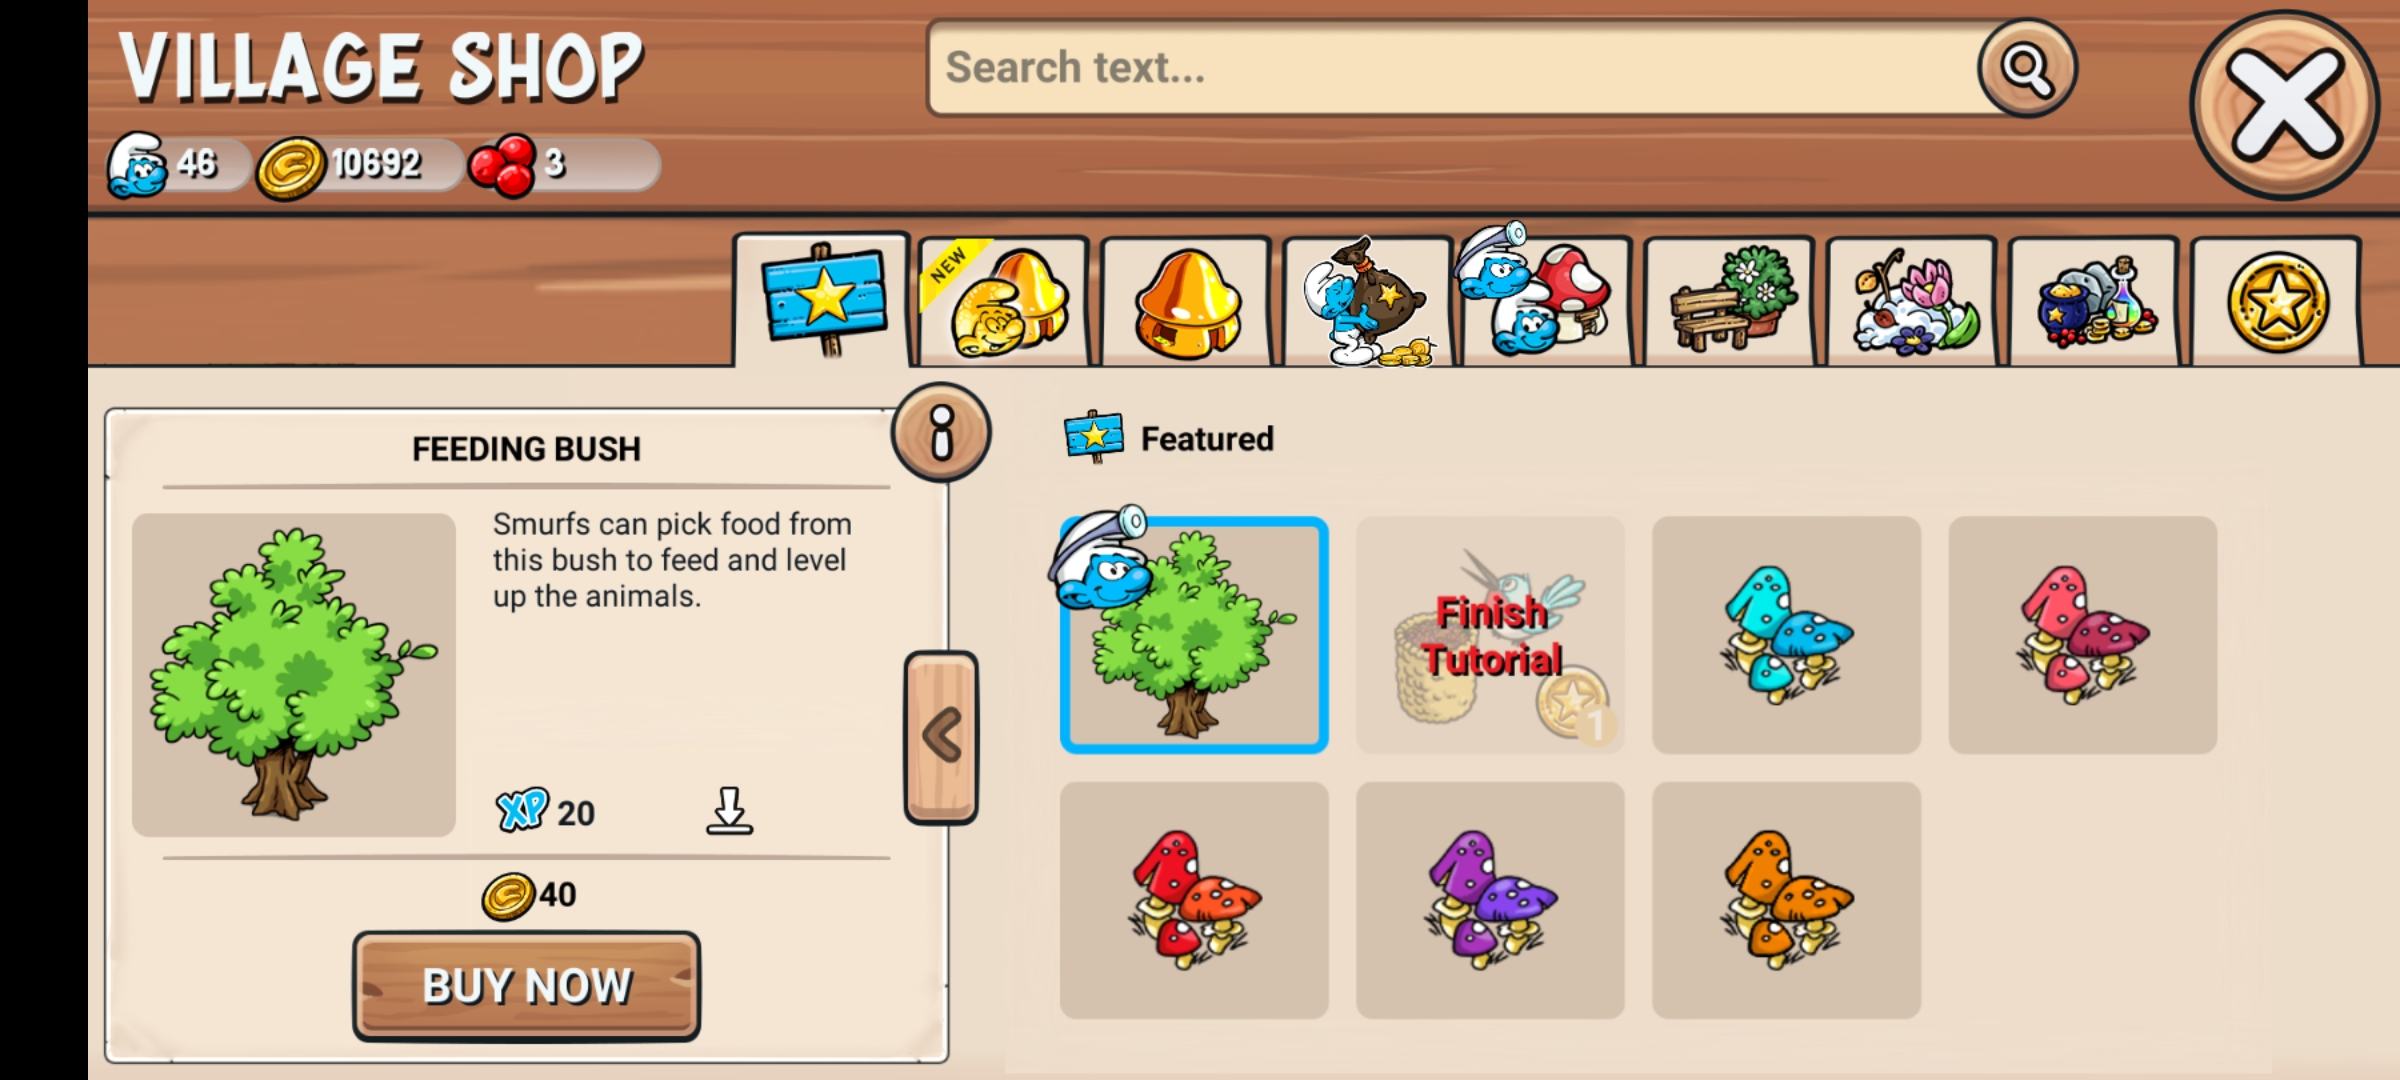 VILLAGE SHOP
Search text...
46
10692
3
NEW
FEEDING BUSH
Smurfs can pick food from
this bush to feed and level
up the animals.
XP 20
40
BUY NOW
Featured
Finish
Tutorial
1